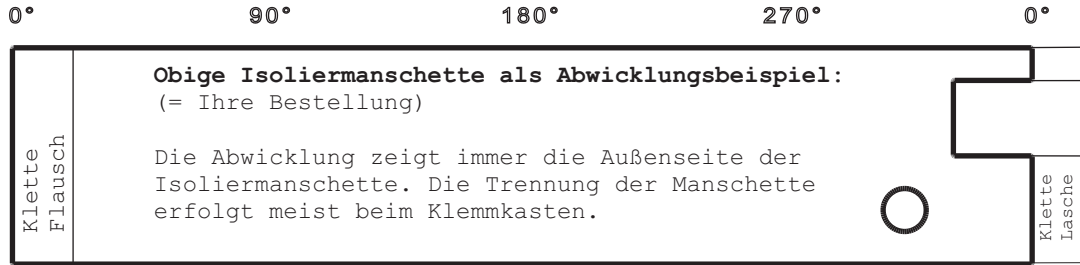 0° 90° 180° 270° 0°
Obige Isoliermanschette als Abwicklungsbeispiel:
(= Ihre Bestellung)
Die Abwicklung zeigt immer die Außenseite der
Isoliermanschette. Die Trennung der Manschette
erfolgt meist beim Klemmkasten.
Klette
Flausch
Klette
Lasche